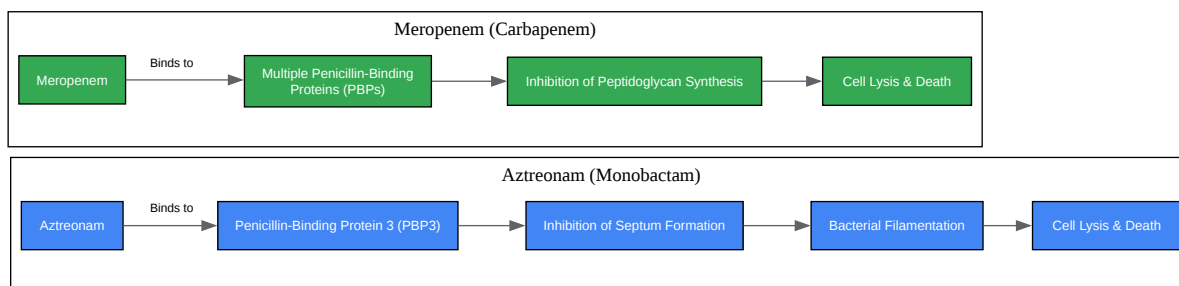 Meropenem (Carbapenem)
Meropenem
Binds to
Multiple Penicillin-Binding
Proteins (PBPs)
Inhibition of Peptidoglycan Synthesis
Cell Lysis & Death
Aztreonam (Monobactam)
Aztreonam
Binds to
Penicillin-Binding Protein 3 (PBP3)
Inhibition of Septum Formation
Bacterial Filamentation
Cell Lysis & Death